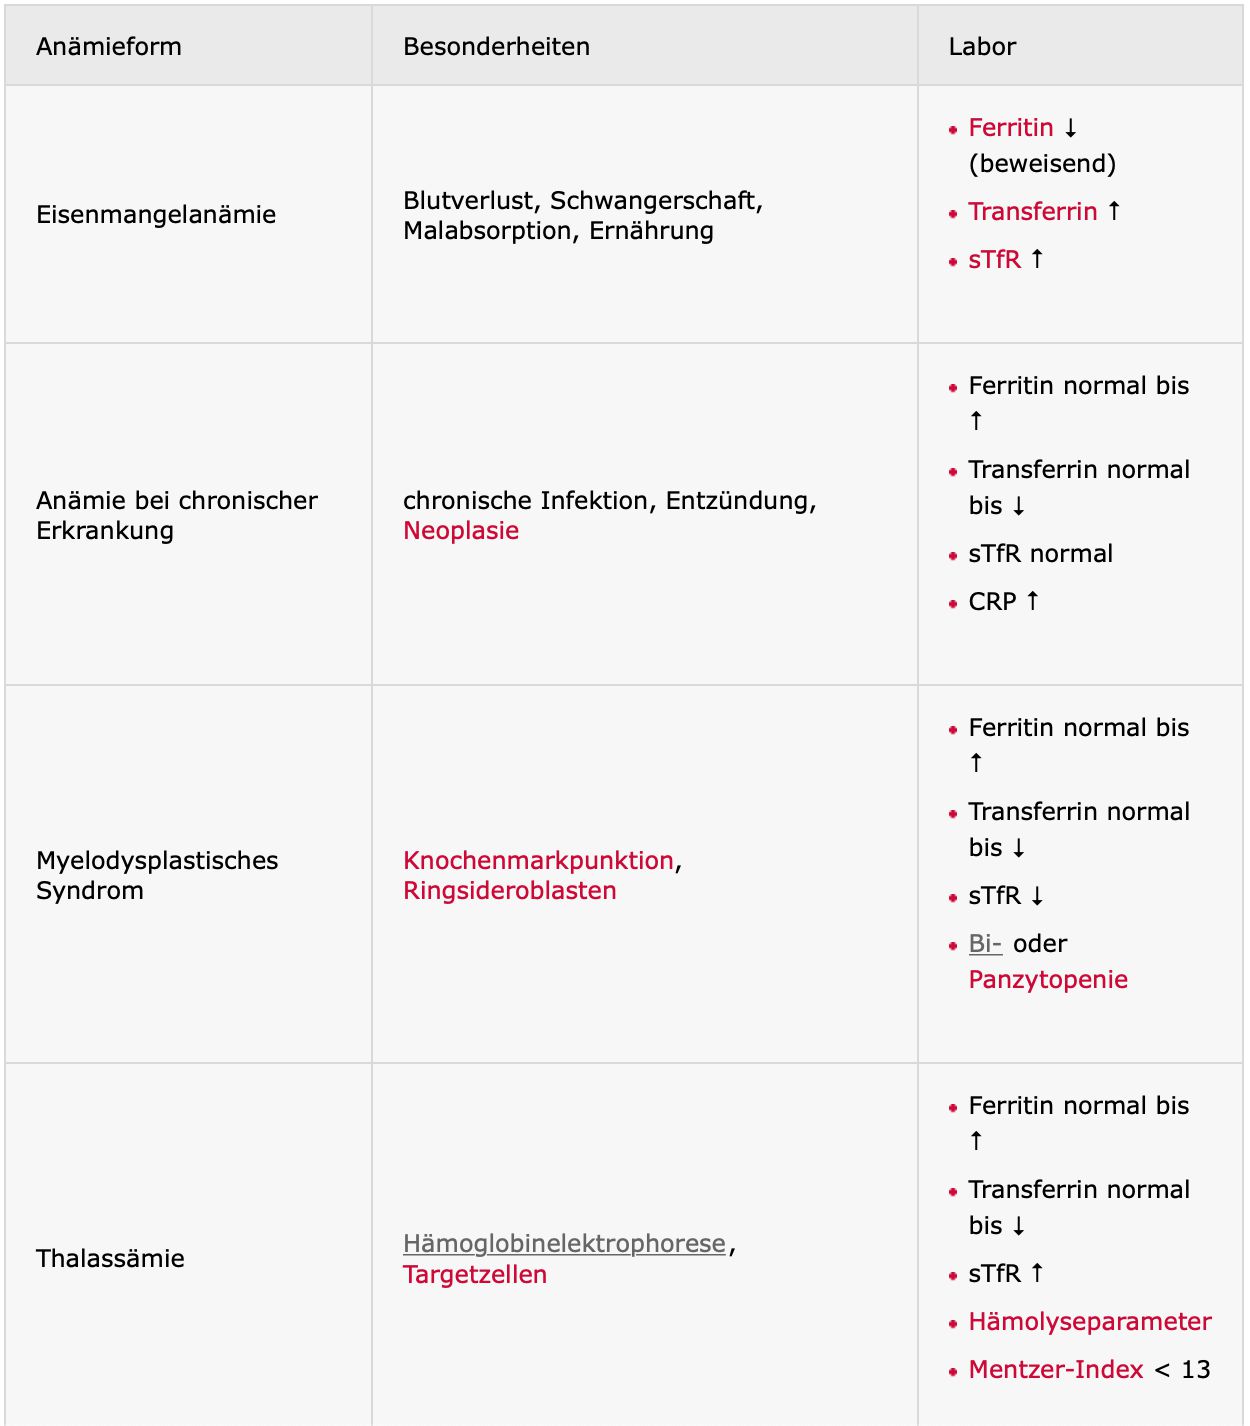 Anämieform
Besonderheiten
Labor
Eisenmangelanämie
Blutverlust, Schwangerschaft,
Malabsorption, Ernährung
Ferritin ↓
(beweisend)
Transferrin ↑
sTfR ↑
Anämie bei chronischer
Erkrankung
chronische Infektion, Entzündung,
Neoplasie
Ferritin normal bis
↑
Transferrin normal
bis ↓
sTfR normal
CRP ↑
Myelodysplastisches
Syndrom
Knochenmarkpunktion,
Ringsideroblasten
Ferritin normal bis
↑
Transferrin normal
bis ↓
sTfR ↓
Bi- oder
Panzytopenie
Thalassämie
Hämoglobinelektrophorese,
Targetzellen
Ferritin normal bis
↑
Transferrin normal
bis ↓
sTfR ↑
Hämolyseparameter
Mentzer-Index < 13